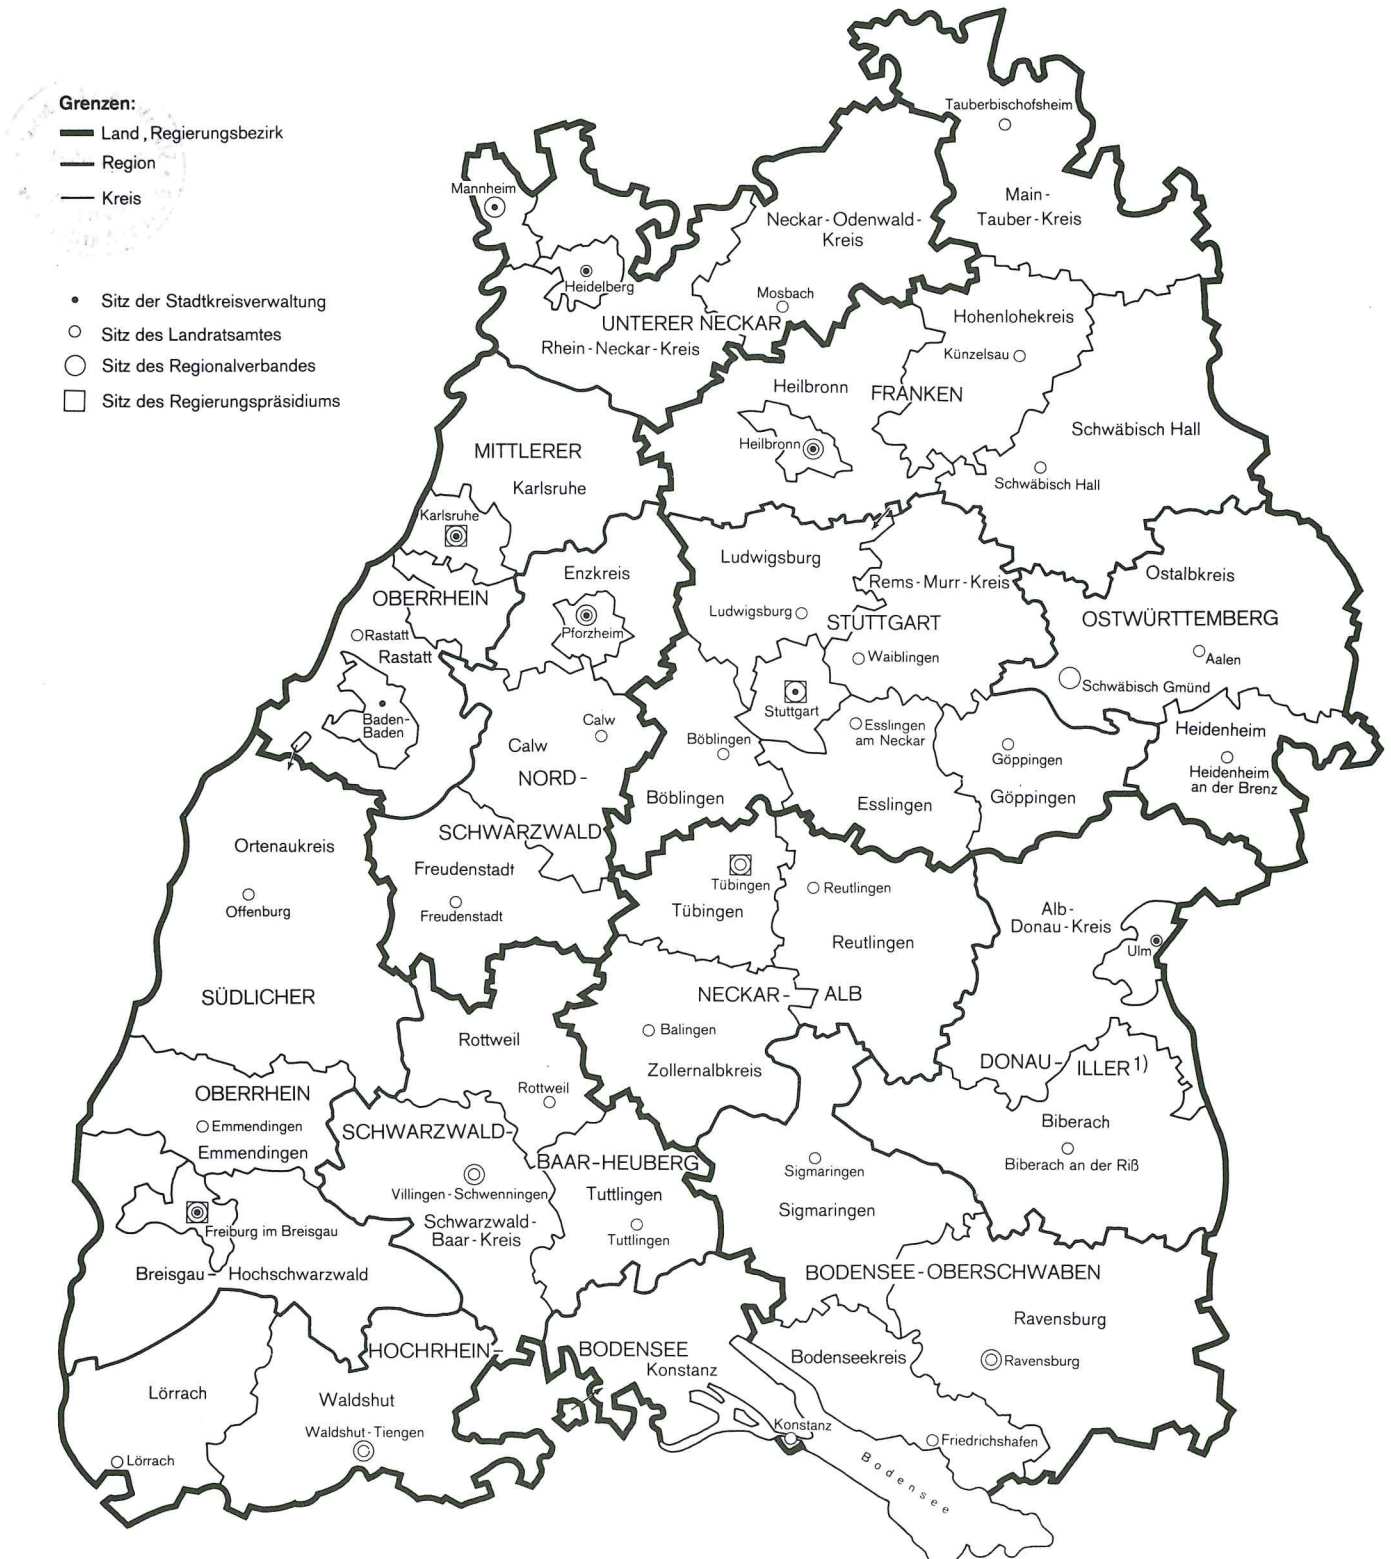 Grenzen:
Land, Regierungsbezirk
Region
Kreis
Sitz der Stadtkreisverwaltung
Sitz des Landratsamtes
Sitz des Regionalverbandes
Sitz des Regierungspräsidiums
Tauberbischofsheim
Main-
Tauber-Kreis
Mannheim
Neckar-Odenwald-
Kreis
Heidelberg
Mosbach
UNTERER NECKAR
Rhein-Neckar-Kreis
Hohenlohekreis
Künzelsau
Heilbronn
FRANKEN
Heilbronn
Schwäbisch Hall
Schwäbisch Hall
MITTLERER
Karlsruhe
Karlsruhe
Enzkreis
Pforzheim
OBERRHEIN
Rastatt
Rastatt
Baden-
Baden
Ludwigsburg
Ludwigsburg
Rems-Murr-Kreis
STUTTGART
Waiblingen
Stuttgart
Ostalbkreis
OSTWÜRTTEMBERG
Aalen
Schwäbisch Gmünd
Calw
Calw
NORD-
SCHWARZWALD
Böblingen
Böblingen
Esslingen
am Neckar
Esslingen
Göppingen
Göppingen
Heidenheim
Heidenheim
an der Brenz
Ortenaukreis
Offenburg
Freudenstadt
Freudenstadt
Tübingen
Tübingen
Reutlingen
Reutlingen
Alb-
Donau-Kreis
Ulm
SÜDLICHER
OBERRHEIN
NECKAR-ALB
Balingen
Zollernalbkreis
Rottweil
Rottweil
DONAU-ILLER 1)
Biberach
Biberach an der Riß
Emmendingen
Emmendingen
SCHWARZWALD-
BAAR-HEUBERG
Villingen-Schwenningen
Schwarzwald-
Baar-Kreis
Tuttlingen
Tuttlingen
Sigmaringen
Sigmaringen
Freiburg im Breisgau
Breisgau-Hochschwarzwald
BODENSEE-OBERSCHWABEN
Ravensburg
Ravensburg
Bodenseekreis
HOCHRHEIN-
BODENSEE
Konstanz
Lörrach
Waldshut
Waldshut-Tiengen
Lörrach
Konstanz
Friedrichshafen
Bodensee